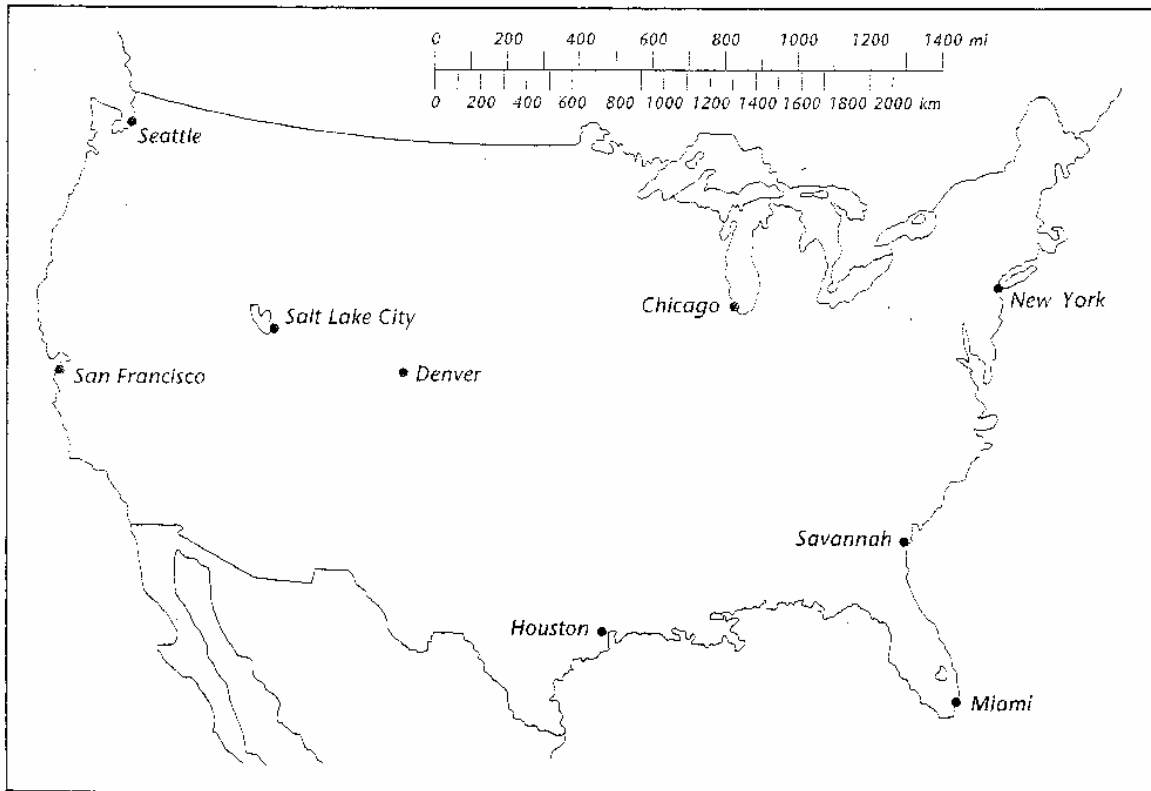 0 200 400 600 800 1000 1200 1400 mi
0 200 400 600 800 1000 1200 1400 1600 1800 2000 km
Seattle
New York
Chicago
Salt Lake City
San Francisco
Denver
Savannah
Houston
Miami